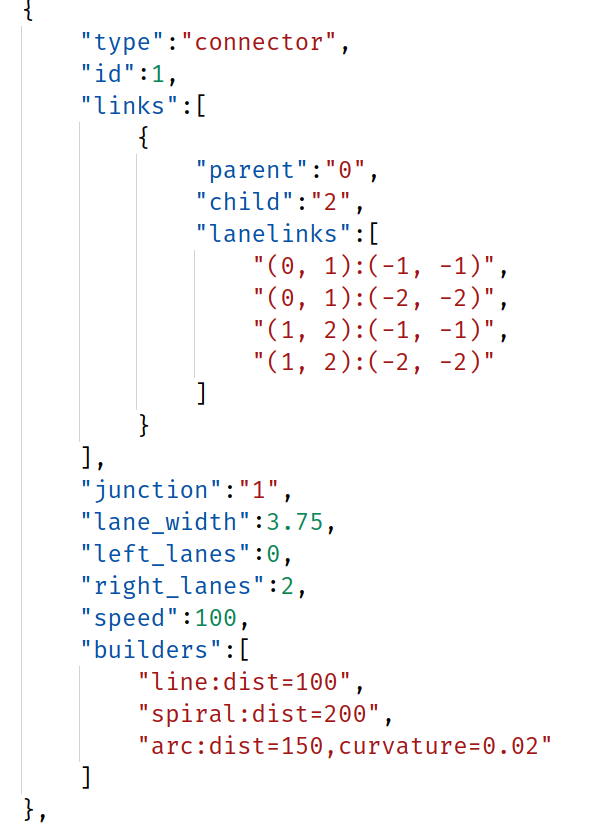 {
"type":"connector",
"id":1,
"links":[
{
"parent":"0",
"child":"2",
"lanelinks":[
"(0, 1):(-1, -1)",
"(0, 1):(-2, -2)",
"(1, 2):(-1, -1)",
"(1, 2):(-2, -2)"
]
}
],
"junction":"1",
"lane_width":3.75,
"left_lanes":0,
"right_lanes":2,
"speed":100,
"builders":[
"line:dist=100",
"spiral:dist=200",
"arc:dist=150,curvature=0.02"
]
},